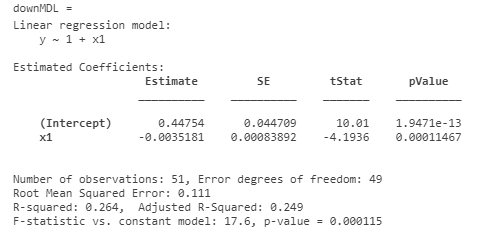 downMDL =
Linear regression model:
y ~ 1 + x1
Estimated Coefficients:
Estimate SE tStat pValue
(Intercept) 0.44754 0.044709 10.01 1.9471e-13
x1 -0.0035181 0.00083892 -4.1936 0.00011467
Number of observations: 51, Error degrees of freedom: 49
Root Mean Squared Error: 0.111
R-squared: 0.264, Adjusted R-Squared: 0.249
F-statistic vs. constant model: 17.6, p-value = 0.000115